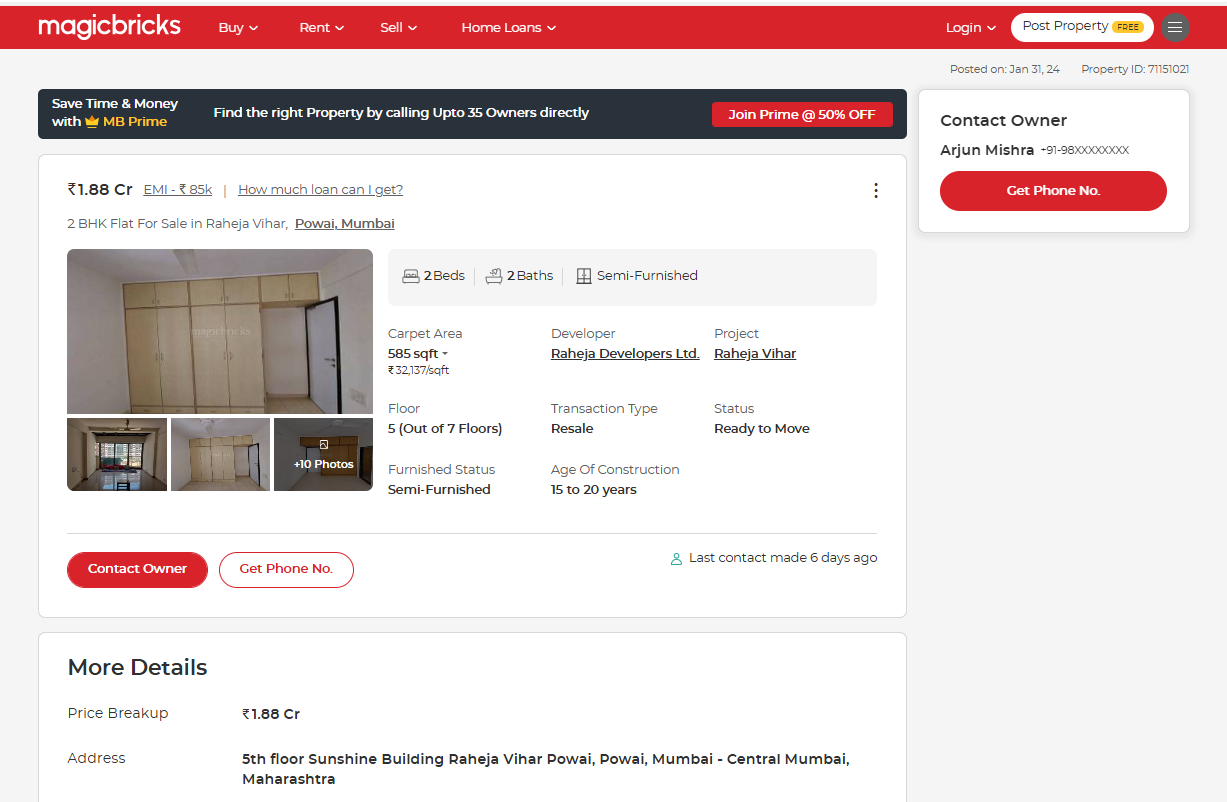 magicbricks
Buy Rent Sell Home Loans Login Post Property FREE
Posted on: Jan 31, 24 Property ID: 71151021
Save Time & Money
with MB Prime
Find the right Property by calling Upto 35 Owners directly
Join Prime @ 50% OFF
Contact Owner
Arjun Mishra +91-98XXXXXXXX
Get Phone No.
₹1.88 Cr EMI - ₹ 85k | How much loan can I get?
2 BHK Flat For Sale in Raheja Vihar, Powai, Mumbai
magicbricks
+10 Photos
2 Beds 2 Baths Semi-Furnished
Carpet Area Developer Project
585 sqft Raheja Developers Ltd. Raheja Vihar
₹32,137/sqft
Floor Transaction Type Status
5 (Out of 7 Floors) Resale Ready to Move
Furnished Status Age Of Construction
Semi-Furnished 15 to 20 years
Contact Owner Get Phone No. Last contact made 6 days ago
More Details
Price Breakup ₹1.88 Cr
Address 5th floor Sunshine Building Raheja Vihar Powai, Powai, Mumbai - Central Mumbai,
Maharashtra